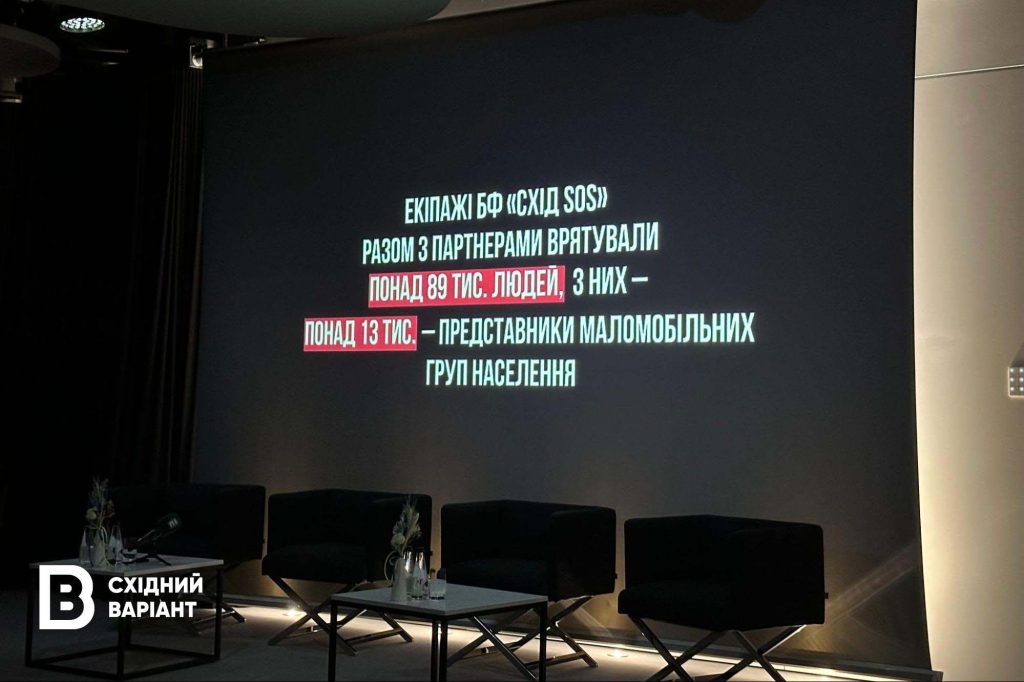 ЕКІПАЖІ БФ «СХІД SOS»
РАЗОМ З ПАРТНЕРАМИ ВРЯТУВАЛИ
ПОНАД 89 ТИС. ЛЮДЕЙ, З НИХ –
ПОНАД 13 ТИС. – ПРЕДСТАВНИКИ МАЛОМОБІЛЬНИХ
ГРУП НАСЕЛЕННЯ
В СХІДНИЙ
ВАРІАНТ